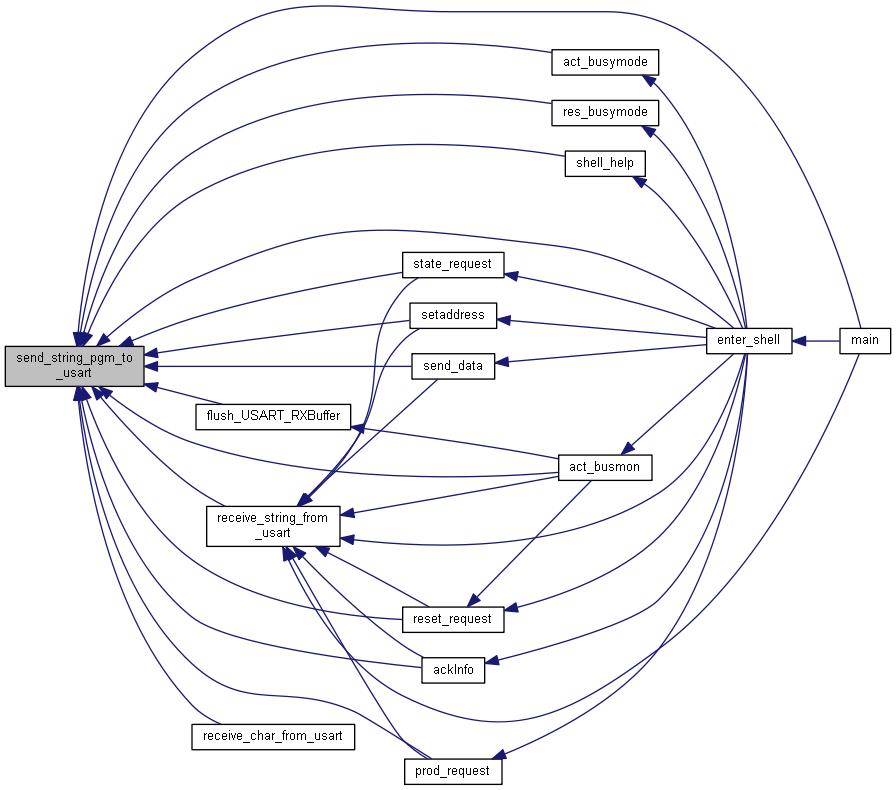 act_busymode
res_busymode
shell_help
state_request
setaddress
enter_shell
main
send_string_pgm_to
_usart
send_data
flush_USART_RXBuffer
act_busmon
receive_string_from
_usart
reset_request
ackInfo
receive_char_from_usart
prod_request